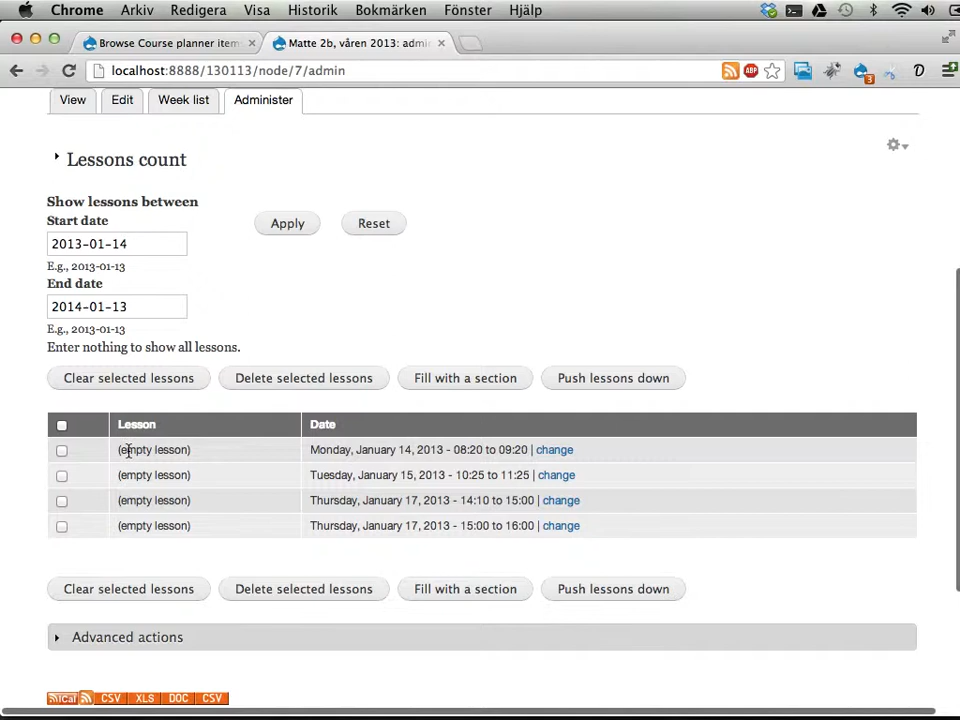 Chrome Arkiv Redigera Visa Historik Bokmärken Fönster Hjälp
Browse Course planner item
Matte 2b, våren 2013: admi
localhost:8888/130113/node/7/admin
ABP
3
D
View Edit Week list Administer
Lessons count
Show lessons between
Start date
Apply Reset
2013-01-14
E.g., 2013-01-13
End date
2014-01-13
E.g., 2013-01-13
Enter nothing to show all lessons.
Clear selected lessons Delete selected lessons Fill with a section Push lessons down
Lesson Date
(empty lesson) Monday, January 14, 2013 - 08:20 to 09:20 | change
(empty lesson) Tuesday, January 15, 2013 - 10:25 to 11:25 | change
(empty lesson) Thursday, January 17, 2013 - 14:10 to 15:00 | change
(empty lesson) Thursday, January 17, 2013 - 15:00 to 16:00 | change
Clear selected lessons Delete selected lessons Fill with a section Push lessons down
Advanced actions
iCal CSV XLS DOC CSV